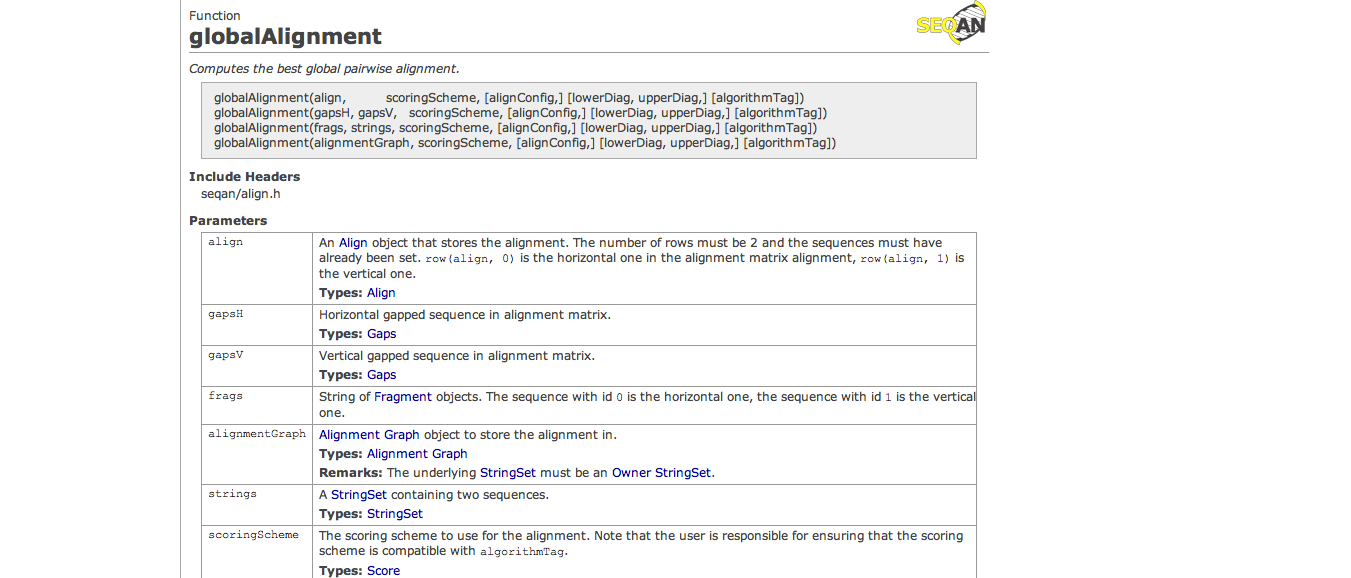 Function
globalAlignment
SEQAN
Computes the best global pairwise alignment.
globalAlignment(align, scoringScheme, [alignConfig,] [lowerDiag, upperDiag,] [algorithmTag])
globalAlignment(gapsH, gapsV, scoringScheme, [alignConfig,] [lowerDiag, upperDiag,] [algorithmTag])
globalAlignment(frags, strings, scoringScheme, [alignConfig,] [lowerDiag, upperDiag,] [algorithmTag])
globalAlignment(alignmentGraph, scoringScheme, [alignConfig,] [lowerDiag, upperDiag,] [algorithmTag])
Include Headers
seqan/align.h
Parameters
align
An Align object that stores the alignment. The number of rows must be 2 and the sequences must have
already been set. row(align, 0) is the horizontal one in the alignment matrix alignment, row(align, 1) is
the vertical one.
Types: Align
gapsH
Horizontal gapped sequence in alignment matrix.
Types: Gaps
gapsV
Vertical gapped sequence in alignment matrix.
Types: Gaps
frags
String of Fragment objects. The sequence with id 0 is the horizontal one, the sequence with id 1 is the vertical
one.
alignmentGraph
Alignment Graph object to store the alignment in.
Types: Alignment Graph
Remarks: The underlying StringSet must be an Owner StringSet.
strings
A StringSet containing two sequences.
Types: StringSet
scoringScheme
The scoring scheme to use for the alignment. Note that the user is responsible for ensuring that the scoring
scheme is compatible with algorithmTag.
Types: Score